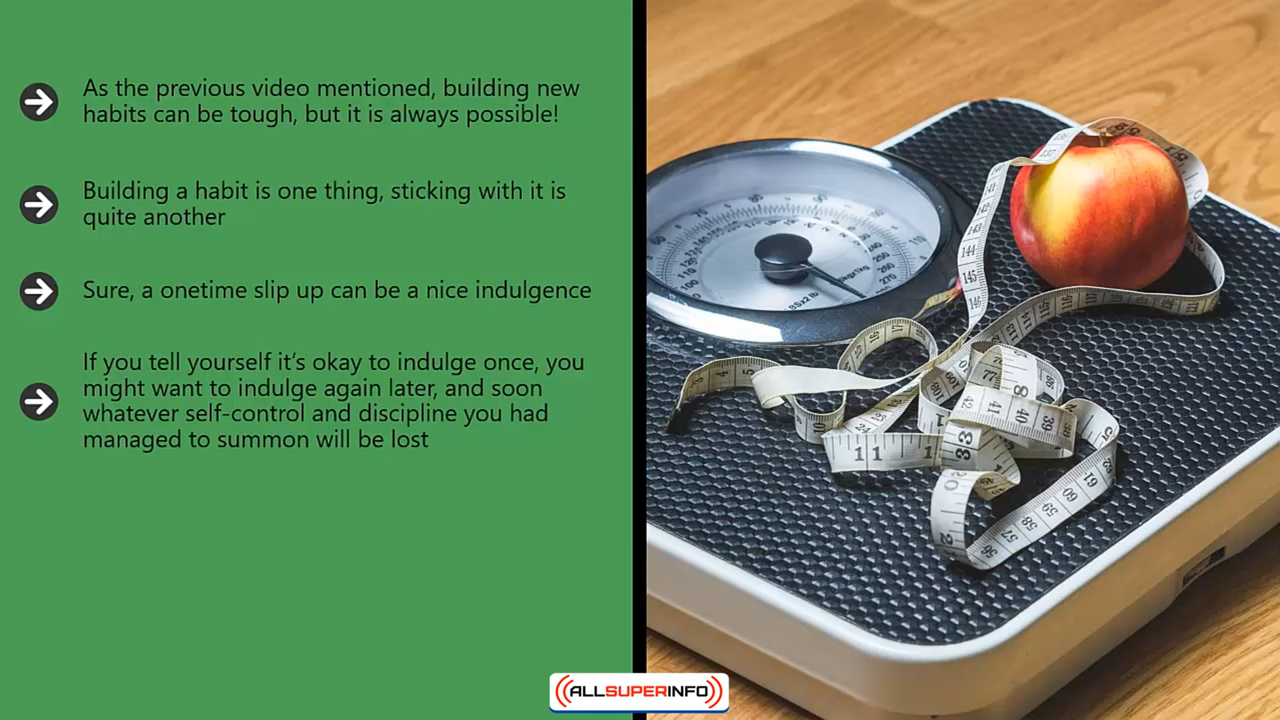 As the previous video mentioned, building new
habits can be tough, but it is always possible!
Building a habit is one thing, sticking with it is
quite another
Sure, a onetime slip up can be a nice indulgence
If you tell yourself it's okay to indulge once, you
might want to indulge again later, and soon
whatever self-control and discipline you had
managed to summon will be lost
ALLSUPERINFO